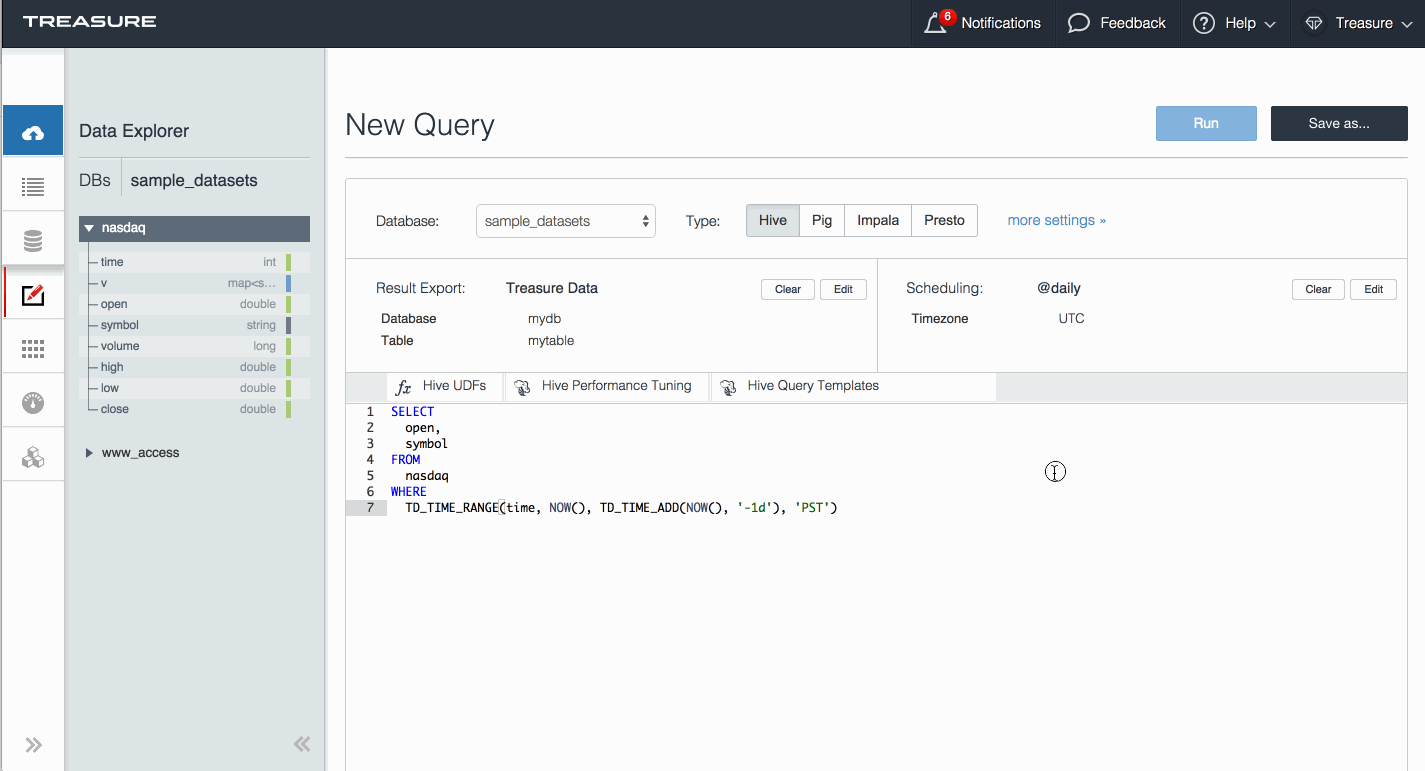 TREASURE
6 Notifications
Feedback
Help
Treasure
Data Explorer
DBs sample_datasets
nasdaq
time int
v map<s...
open double
symbol string
volume long
high double
low double
close double
www_access
New Query
Run
Save as...
Database: sample_datasets Type: Hive Pig Impala Presto more settings »
Result Export: Treasure Data Clear Edit
Database mydb
Table mytable
Scheduling: @daily Clear Edit
Timezone UTC
fx Hive UDFs Hive Performance Tuning Hive Query Templates
1 SELECT
2 open,
3 symbol
4 FROM
5 nasdaq
6 WHERE
7 TD_TIME_RANGE(time, NOW(), TD_TIME_ADD(NOW(), '-1d'), 'PST')